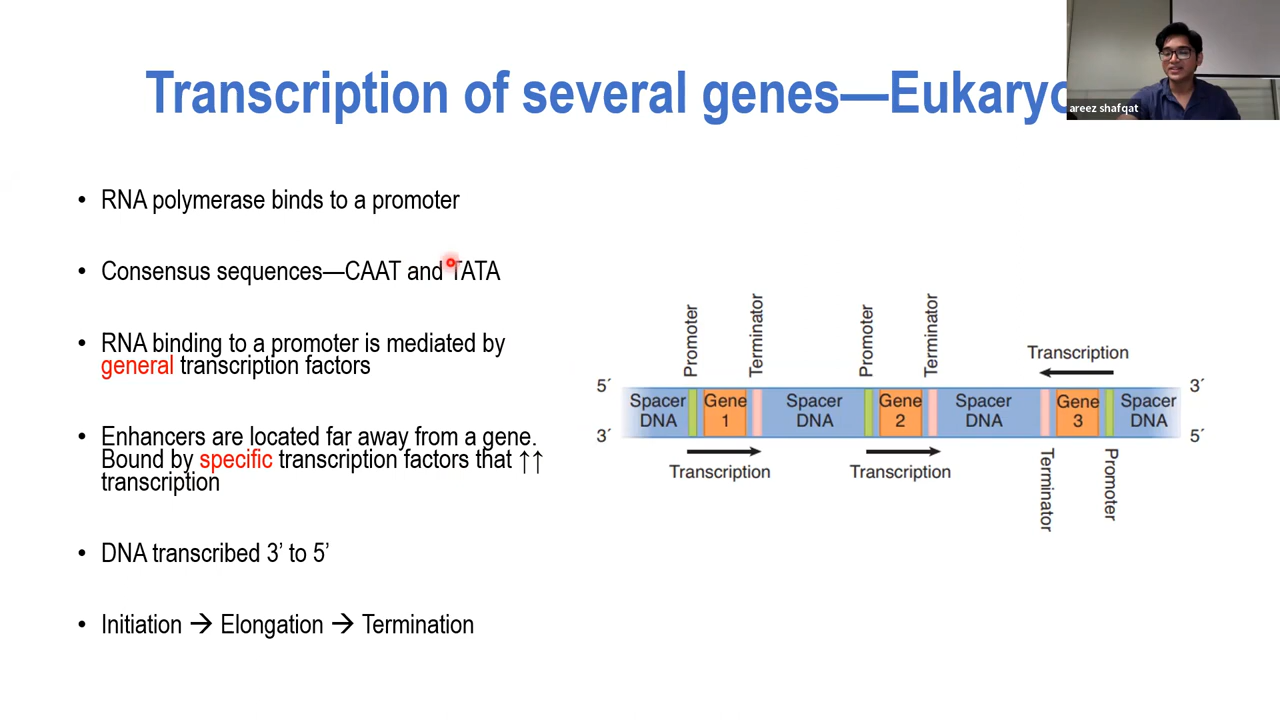 Transcription of several genes—Eukaryo
areez shafqat
• RNA polymerase binds to a promoter
• Consensus sequences—CAAT and TATA
• RNA binding to a promoter is mediated by
general transcription factors
• Enhancers are located far away from a gene.
Bound by specific transcription factors that ↑↑
transcription
• DNA transcribed 3’ to 5’
• Initiation → Elongation → Termination
Promoter
Terminator
Promoter
Terminator
Transcription
5´
3´
Spacer
DNA
Gene
1
Spacer
DNA
Gene
2
Spacer
DNA
Gene
3
Spacer
DNA
3´
5´
Transcription
Transcription
Terminator
Promoter